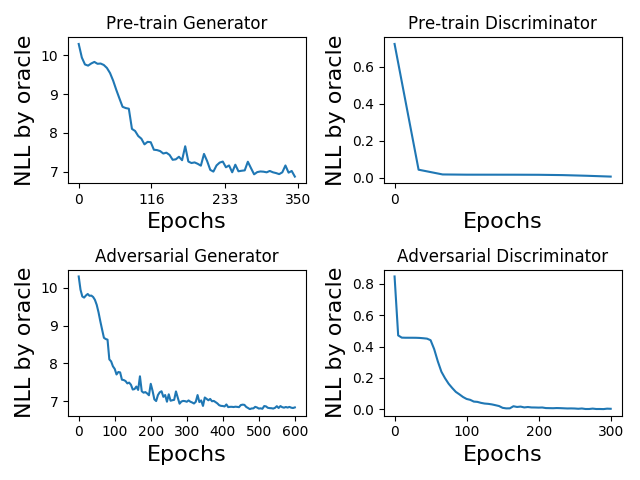 Pre-train Generator
NLL by oracle
10
9
8
7
0 116 233 350
Epochs
Pre-train Discriminator
NLL by oracle
0.6
0.4
0.2
0.0
0
Epochs
Adversarial Generator
NLL by oracle
10
9
8
7
0 100 200 300 400 500 600
Epochs
Adversarial Discriminator
NLL by oracle
0.8
0.6
0.4
0.2
0.0
0 100 200 300
Epochs